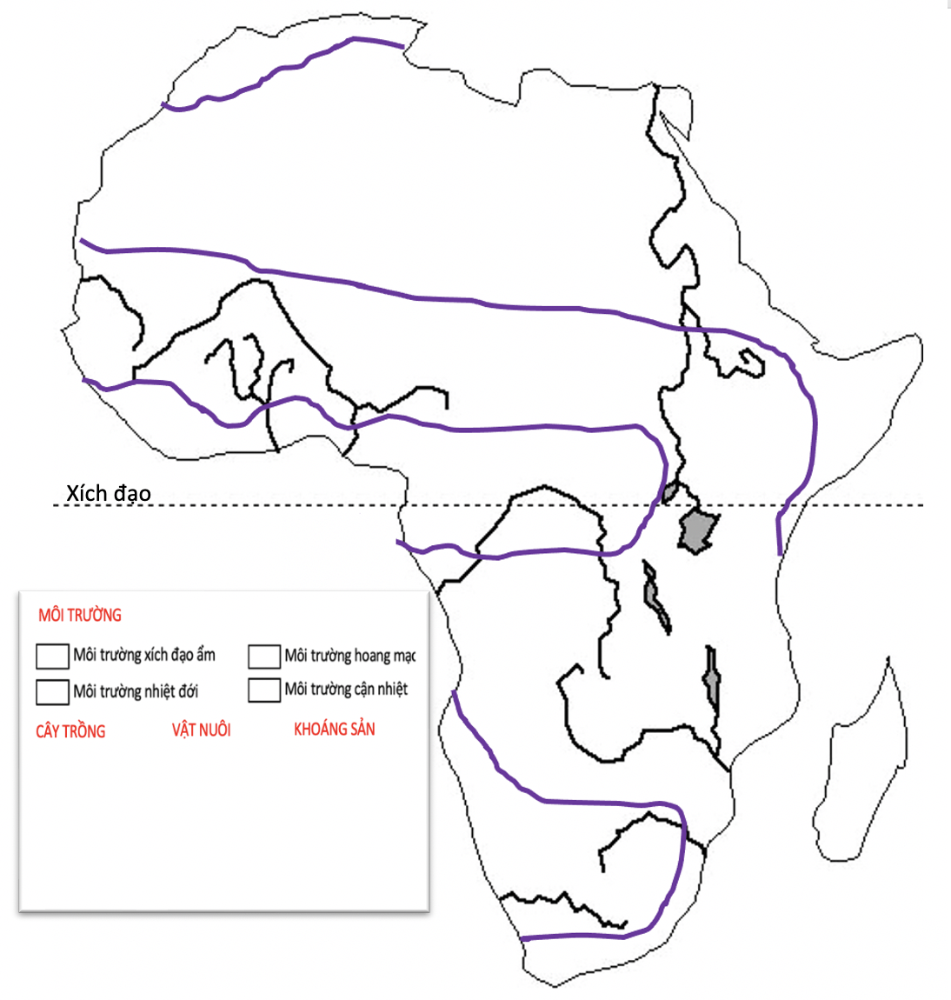 Xích đạo
MÔI TRƯỜNG
Môi trường xích đạo ẩm
Môi trường hoang mạc
Môi trường nhiệt đới
Môi trường cận nhiệt
CÂY TRỒNG
VẬT NUÔI
KHOÁNG SẢN